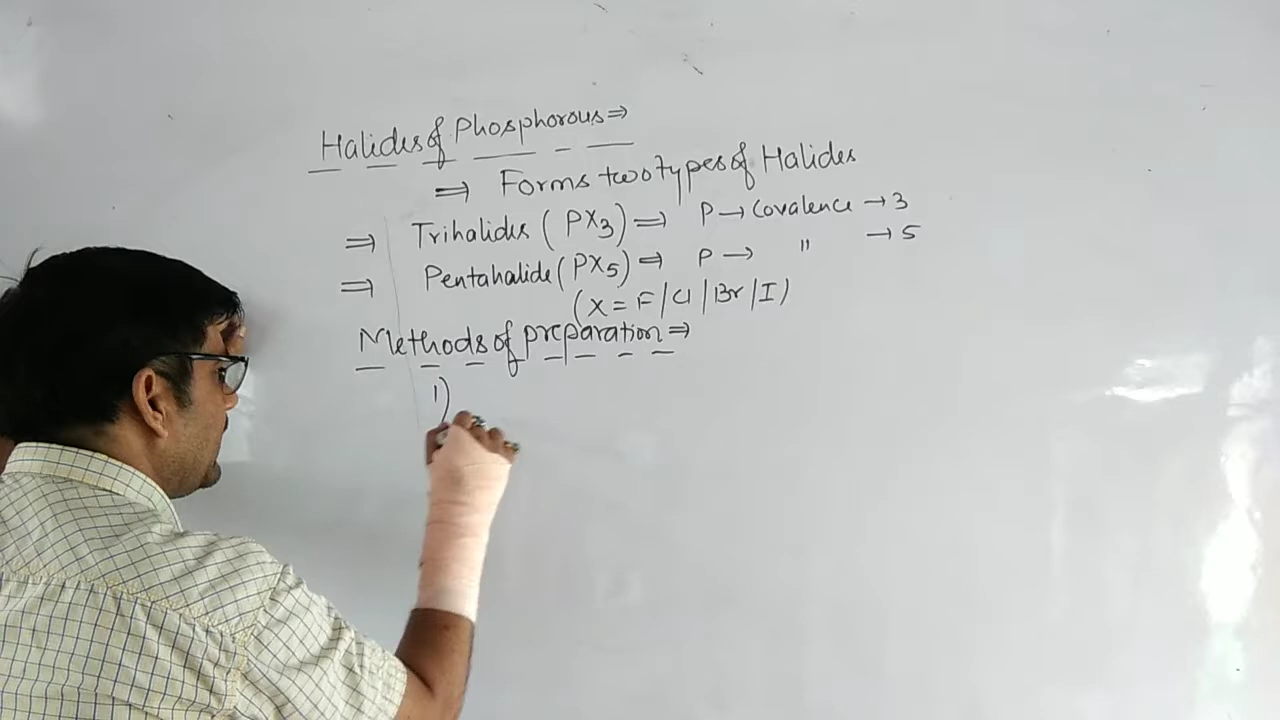 Halides of Phosphorous ⇒
⇒ Forms two types of Halides
⇒ Trihalides (PX3) ⇒ P → Covalence → 3
⇒ Pentahalide (PX5) ⇒ P → " → 5
(X = F/Cl/Br/I)
Methods of preparation ⇒
1)